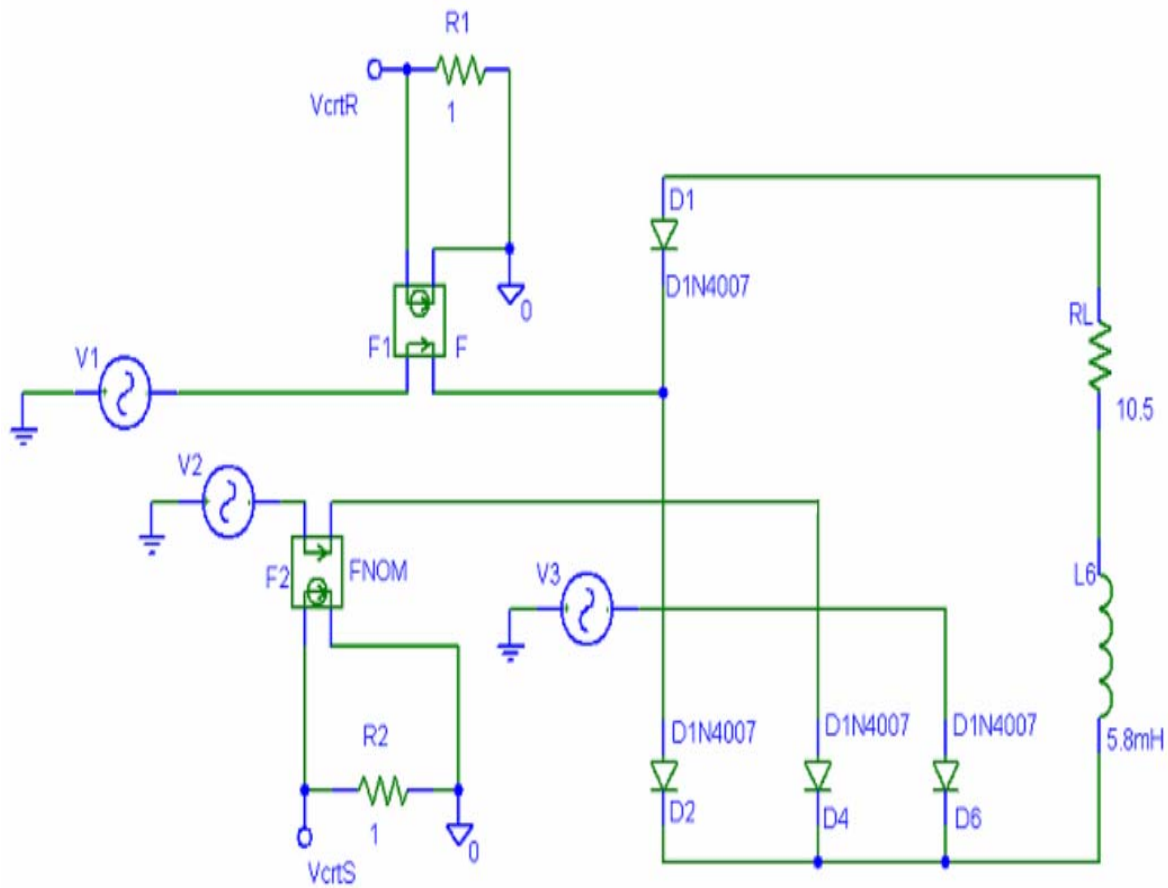 R1
VcrtR
1
D1
D1N4007
0
F1
F
V1
RL
10.5
V2
F2
FNOM
V3
L6
D1N4007
D1N4007
D1N4007
5.8mH
R2
D2
D4
D6
1
0
VcrtS